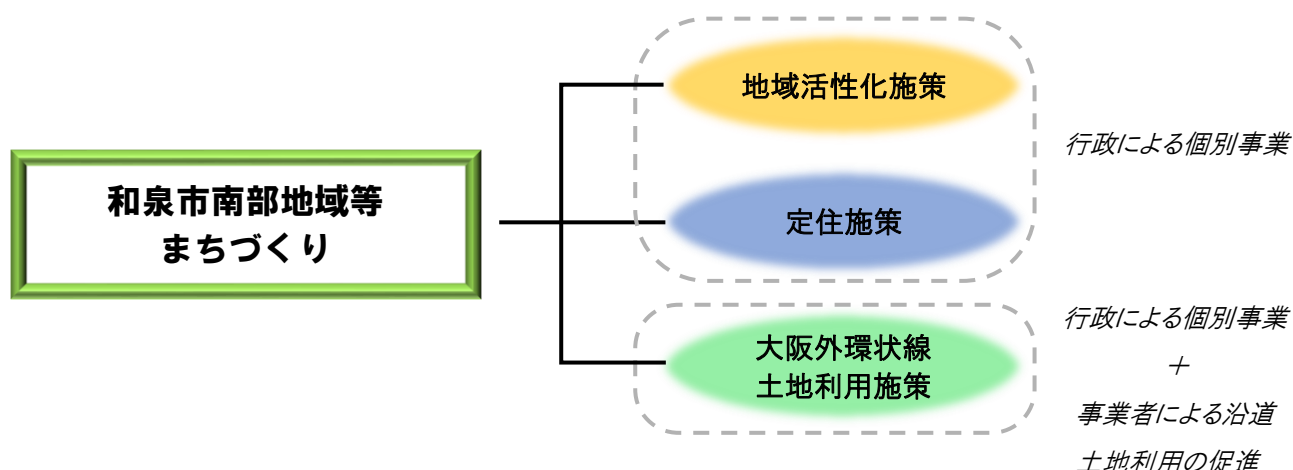 和泉市南部地域等
まちづくり
地域活性化施策
定住施策
行政による個別事業
大阪外環状線
土地利用施策
行政による個別事業
＋
事業者による沿道
土地利用の促進